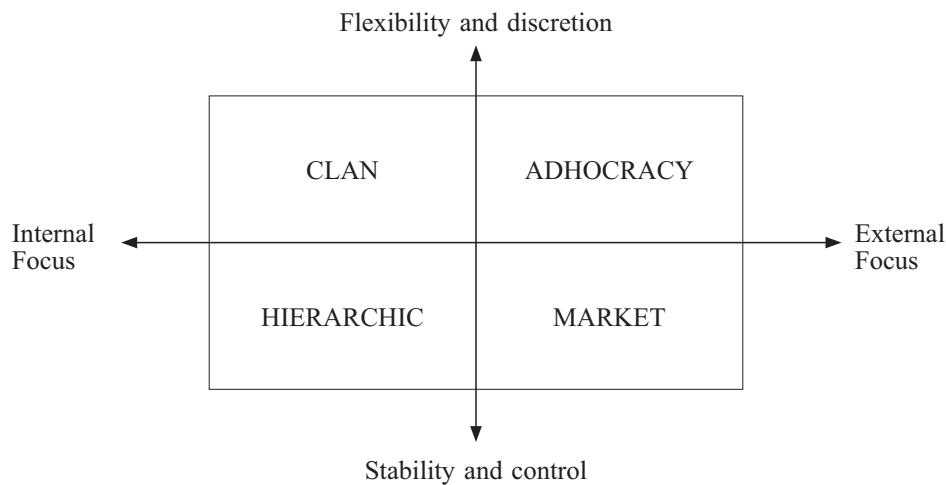 Flexibility and discretion
CLAN
ADHOCRACY
Internal
Focus
External
Focus
HIERARCHIC
MARKET
Stability and control